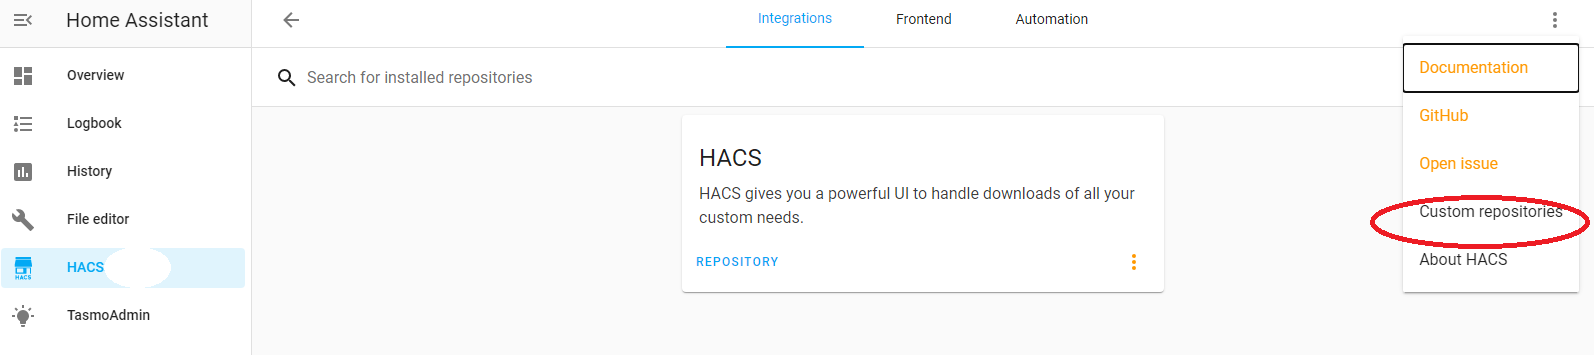 Home Assistant
Integrations
Frontend
Automation
Overview
Logbook
History
File editor
HACS
HACS
TasmoAdmin
Search for installed repositories
HACS
HACS gives you a powerful UI to handle downloads of all your
custom needs.
REPOSITORY
Documentation
GitHub
Open issue
Custom repositories
About HACS